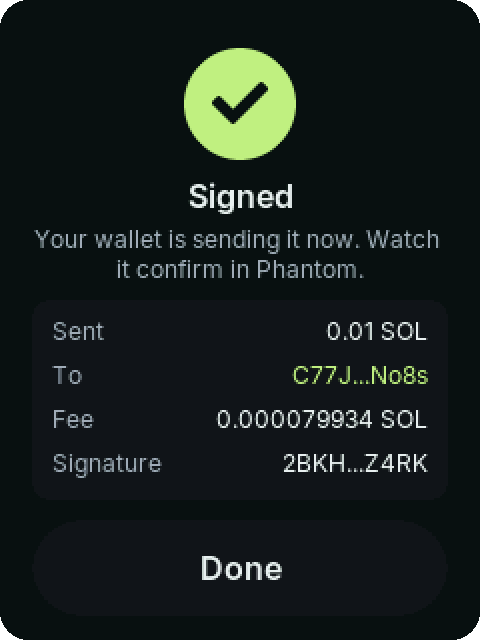 Signed
Your wallet is sending it now. Watch
it confirm in Phantom.
Sent 0.01 SOL
To C77J...No8s
Fee 0.000079934 SOL
Signature 2BKH...Z4RK
Done